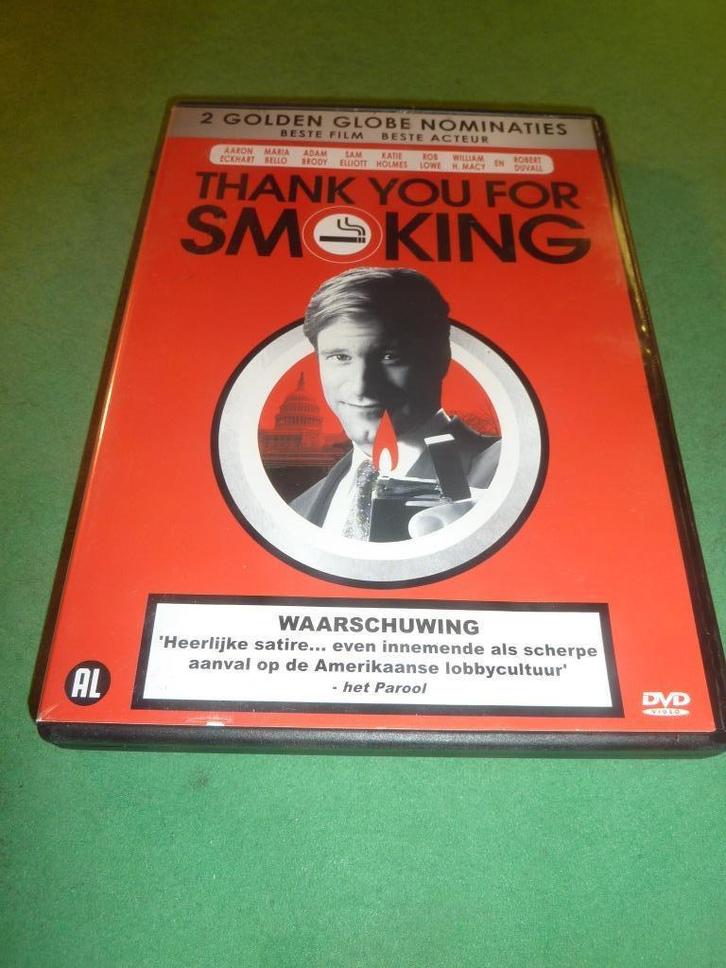 2 GOLDEN GLOBE NOMINATIES
BESTE FILM BESTE ACTEUR
AARON ECKHART MARIA BELLO ADAM BRODY SAM ELLIOTT KATIE HOLMES ROB LOWE WILLIAM H. MACY EN ROBERT DUVALL
THANK YOU FOR
SMOKING
WAARSCHUWING
'Heerlijke satire... even innemende als scherpe
aanval op de Amerikaanse lobbycultuur'
- het Parool
AL
DVD
VIDEO